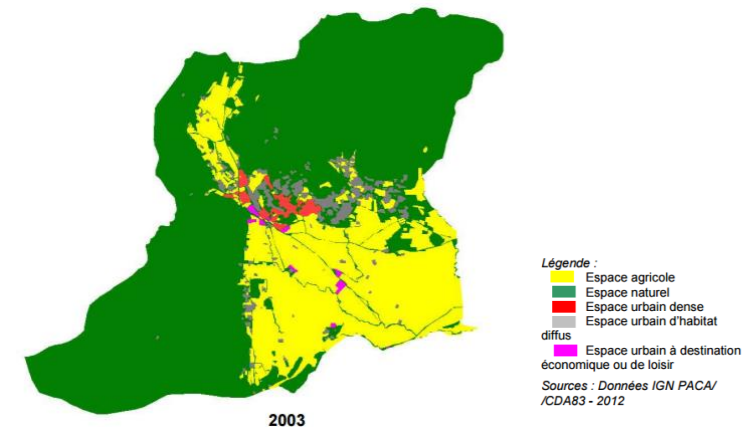 Légende :
Espace agricole
Espace naturel
Espace urbain dense
Espace urbain d'habitat
diffus
Espace urbain à destination
économique ou de loisir
Sources : Données IGN PACA/
/CDA83 - 2012
2003